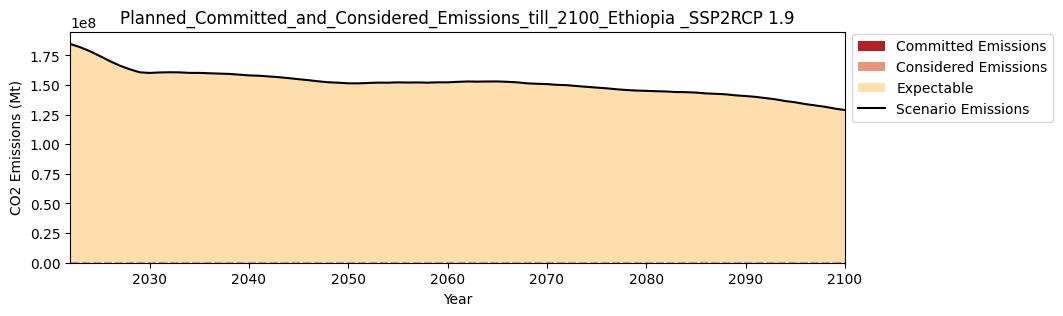 Planned_Committed_and_Considered_Emissions_till_2100_Ethiopia _SSP2RCP 1.9
1e8
1.75
1.50
1.25
1.00
0.75
0.50
0.25
0.00
CO2 Emissions (Mt)
2030 2040 2050 2060 2070 2080 2090 2100
Year
Committed Emissions
Considered Emissions
Expectable
Scenario Emissions